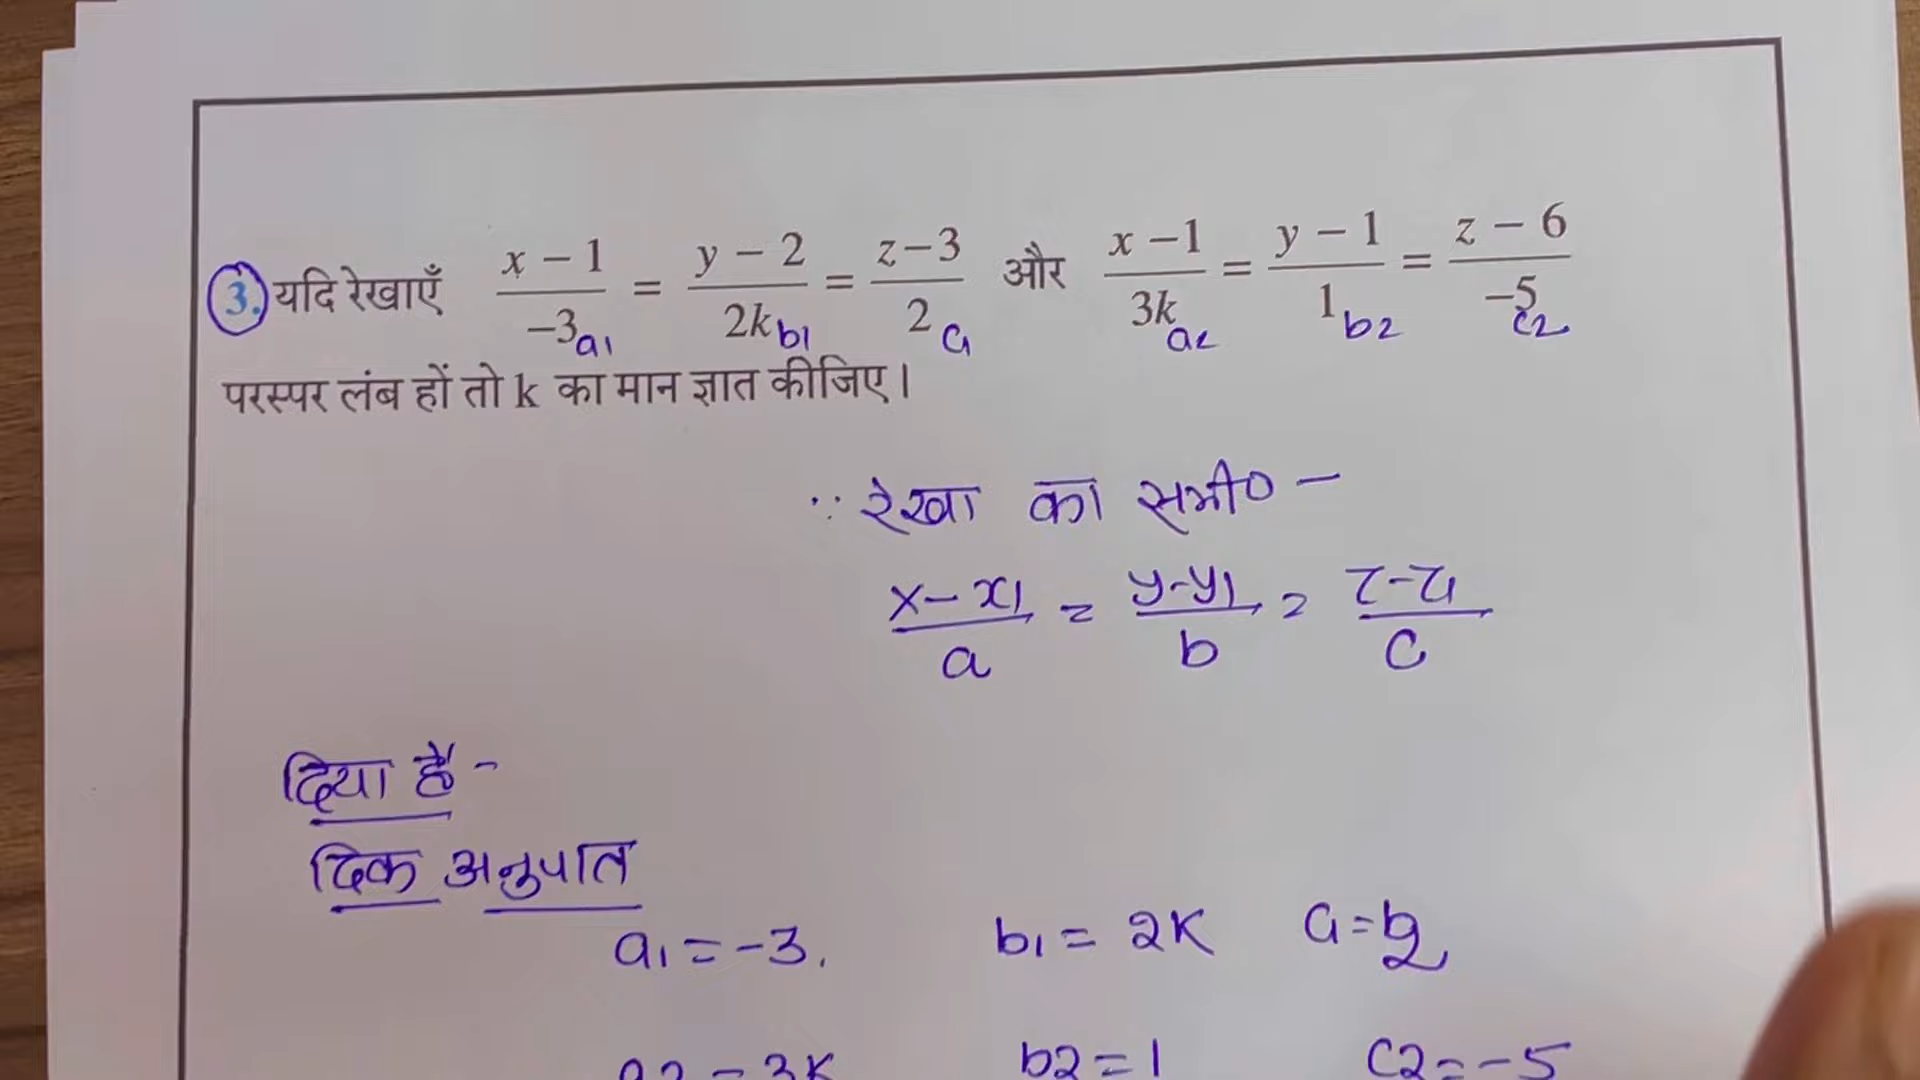 3. यदि रेखाएँ x − 1 / −3 a1 = y − 2 / 2k b1 = z−3 / 2 c1 और x −1 / 3k a2 = y − 1 / 1 b2 = z − 6 / −5 c2
परस्पर लंब हों तो k का मान ज्ञात कीजिए।
∵ रेखा का समी० −
x − x1 / a = y-y1 / b = z-z1 / c
दिया है -
दिक अनुपात
a1 = -3. b1 = 2K c1 = 2
a2 = 3K b2 = 1 c2 = -5